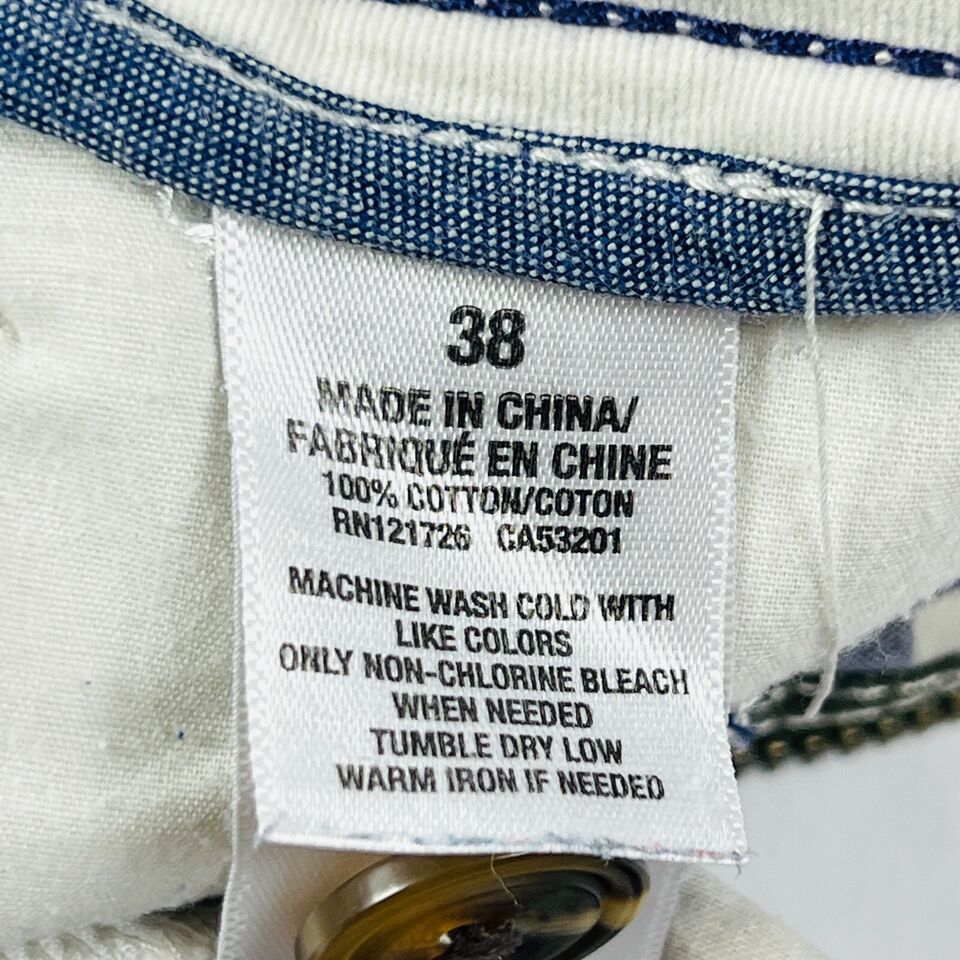 38
MADE IN CHINA/
FABRIQUÉ EN CHINE
100% COTTON/COTON
RN121726 CA53201
MACHINE WASH COLD WITH
LIKE COLORS
ONLY NON-CHLORINE BLEACH
WHEN NEEDED
TUMBLE DRY LOW
WARM IRON IF NEEDED